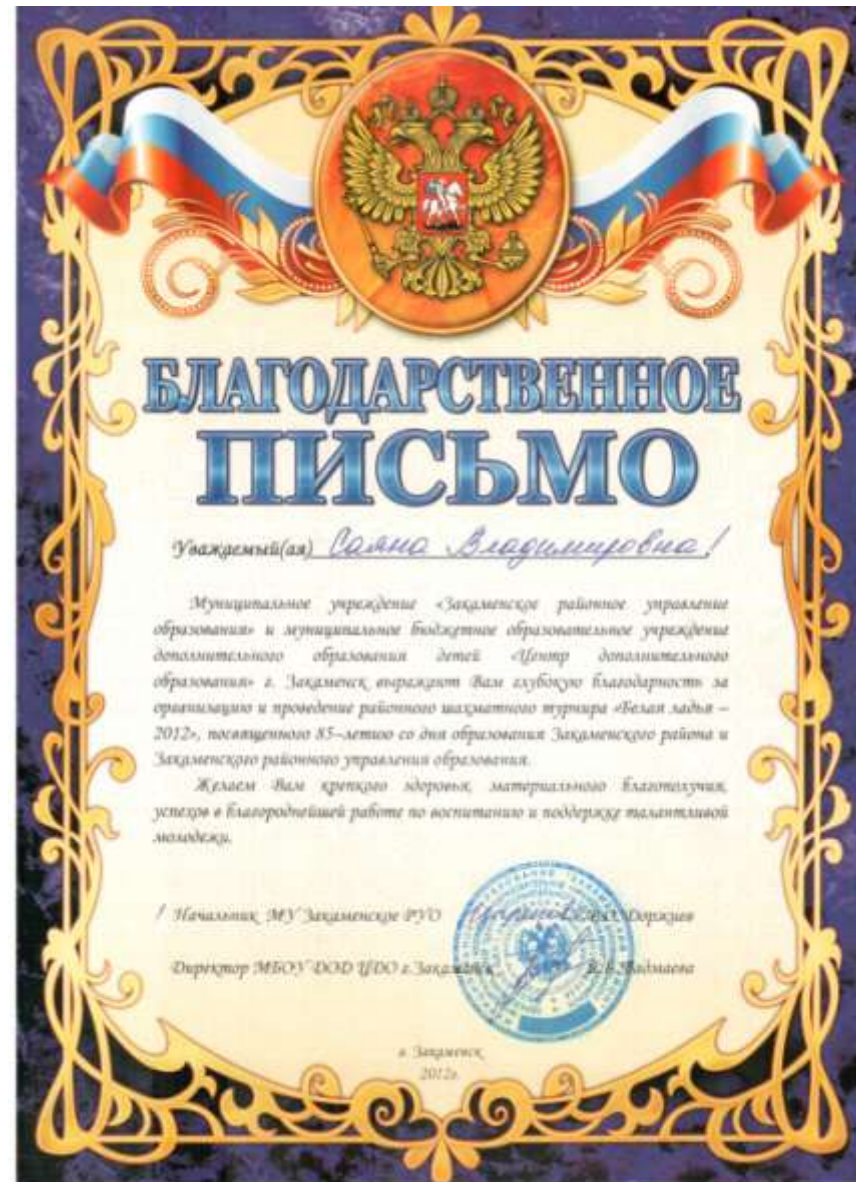 БЛАГОДАРСТВЕННОЕ
ПИСЬМО
Уважаемый(ая) Саяна Владимировна!
Муниципальное учреждение «Закаменское районное управление
образования» и муниципальное бюджетное образовательное учреждение
дополнительного образования детей «Центр дополнительного
образования» г. Закаменск выражают Вам глубокую благодарность за
организацию и проведение районного шахматного турнира «Белая ладья –
2012», посвященного 85–летию со дня образования Закаменского района и
Закаменского районного управления образования.
Желаем Вам крепкого здоровья, материального благополучия,
успехов в благороднейшей работе по воспитанию и поддержке талантливой
молодежи.
/ Начальник МУ Закаменское РУО Доржиев
Директор МБОУ DOD ЦДО г. Закаменск Бадмаева
г. Закаменск
2012г.